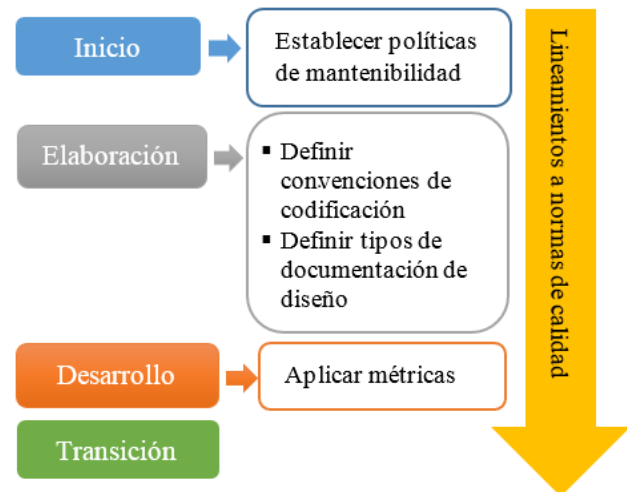 Inicio
Establecer políticas
de mantenibilidad
Elaboración
▪ Definir
convenciones de
codificación
▪ Definir tipos de
documentación de
diseño
Desarrollo
Aplicar métricas
Transición
Lineamientos a normas de calidad